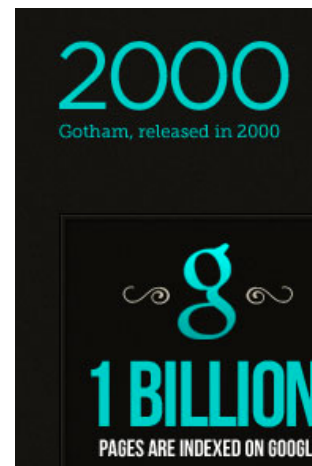 2000
Gotham, released in 2000
g
1 BILLION
PAGES ARE INDEXED ON GOOGL